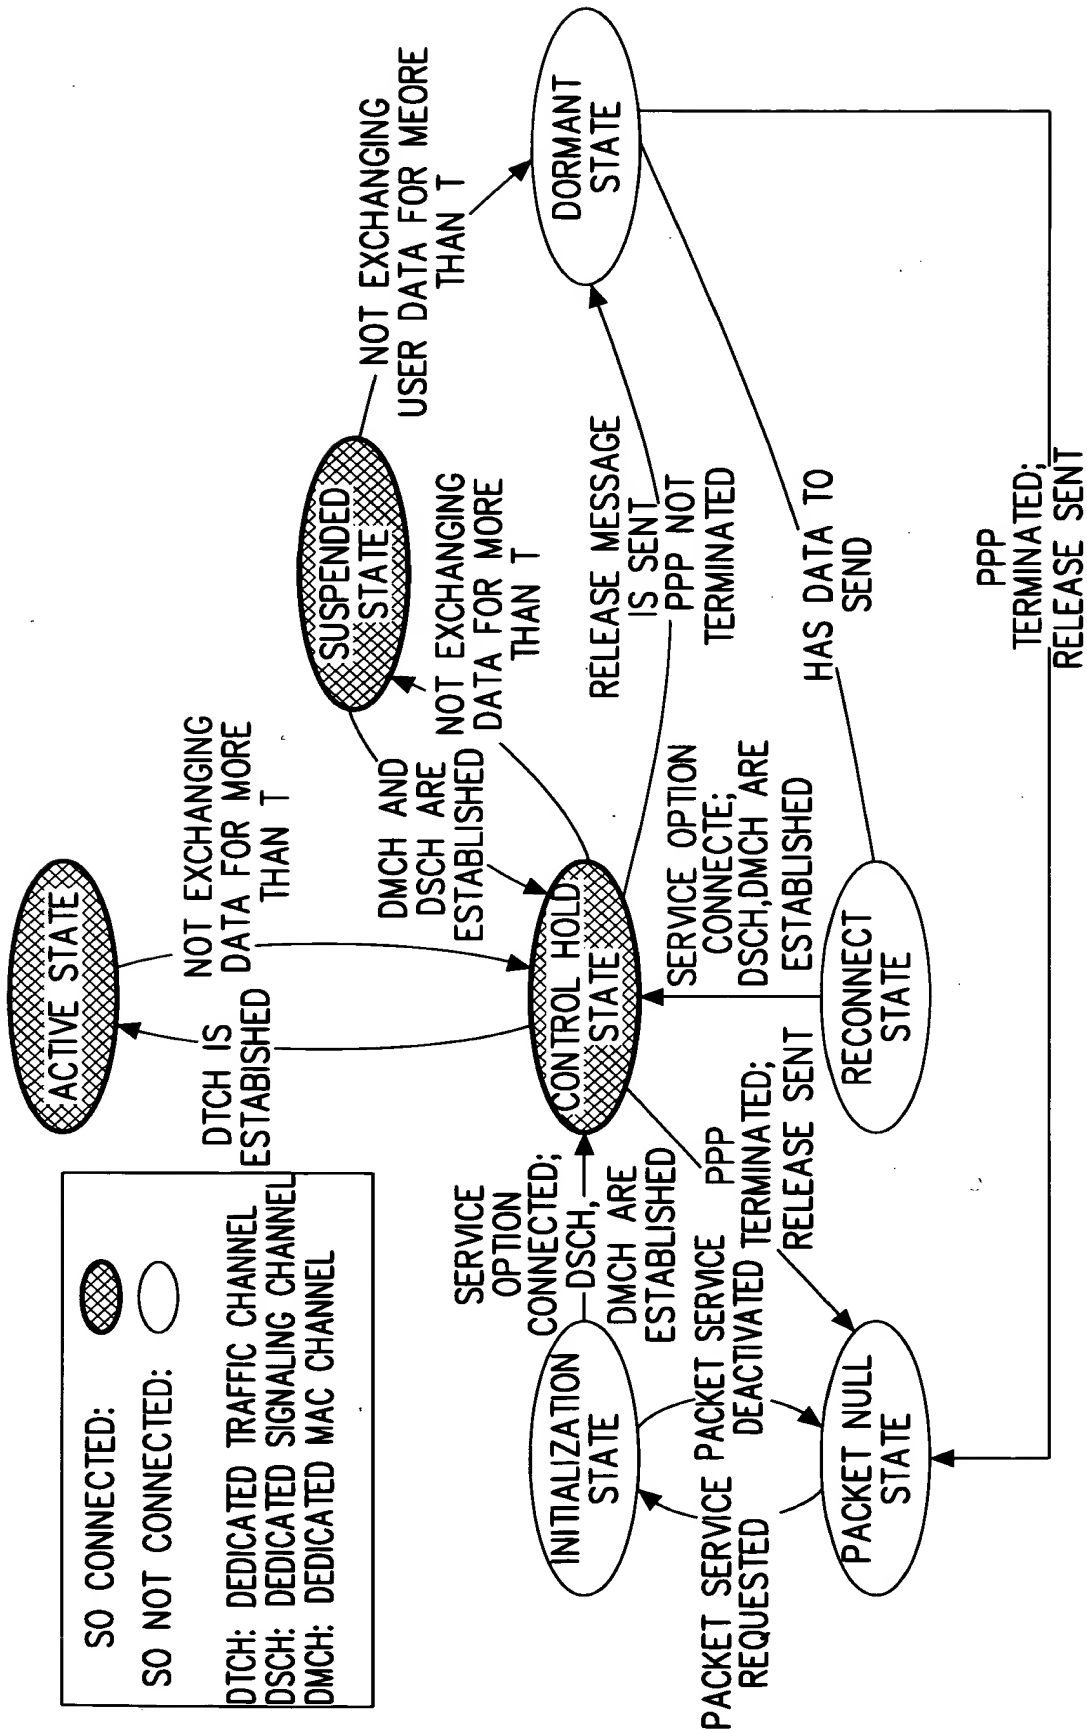 SO CONNECTED:
SO NOT CONNECTED:
DTCH: DEDICATED TRAFFIC CHANNEL
DSCH: DEDICATED SIGNALING CHANNEL
DMCH: DEDICATED MAC CHANNEL
ACTIVE STATE
DTCH IS
ESTABISHED
NOT EXCHANGING
DATA FOR MORE
THAN T
SUSPENDED
STATE
NOT EXCHANGING
USER DATA FOR MEORE
THAN T
DMCH AND
DSCH ARE
ESTABLISHED
NOT EXCHANGING
DATA FOR MORE
THAN T
INITIALIZATION
STATE
SERVICE
OPTION
CONNECTED;
DSCH,
DMCH ARE
ESTABLISHED
CONTROL HOLD
STATE
RELEASE MESSAGE
IS SENT
PPP NOT
TERMINATED
DORMANT
STATE
PACKET SERVICE
REQUESTED
PACKET SERVICE
DEACTIVATED
PPP
TERMINATED;
RELEASE SENT
SERVICE OPTION
CONNECTE;
DSCH,DMCH ARE
ESTABLISHED
HAS DATA TO
SEND
PACKET NULL
STATE
RECONNECT
STATE
PPP
TERMINATED;
RELEASE SENT